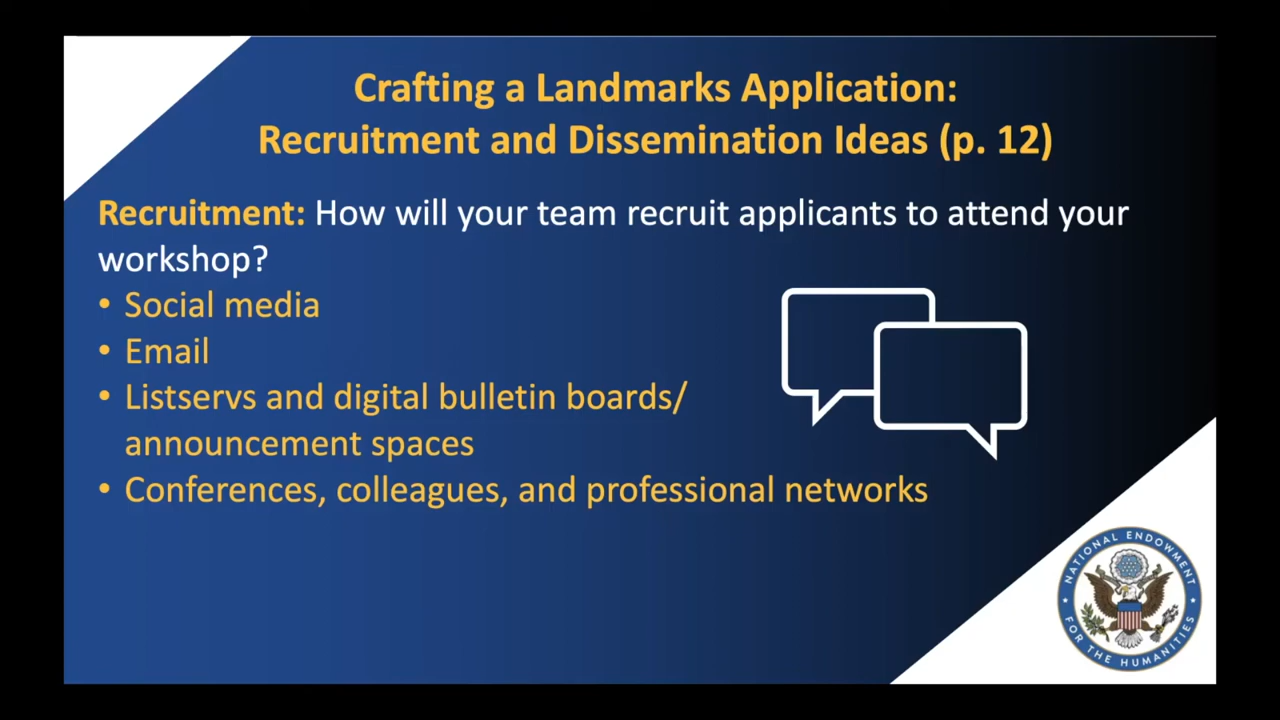 Crafting a Landmarks Application:
Recruitment and Dissemination Ideas (p. 12)
Recruitment: How will your team recruit applicants to attend your
workshop?
• Social media
• Email
• Listservs and digital bulletin boards/
announcement spaces
• Conferences, colleagues, and professional networks
NATIONAL ENDOWMENT
FOR THE HUMANITIES